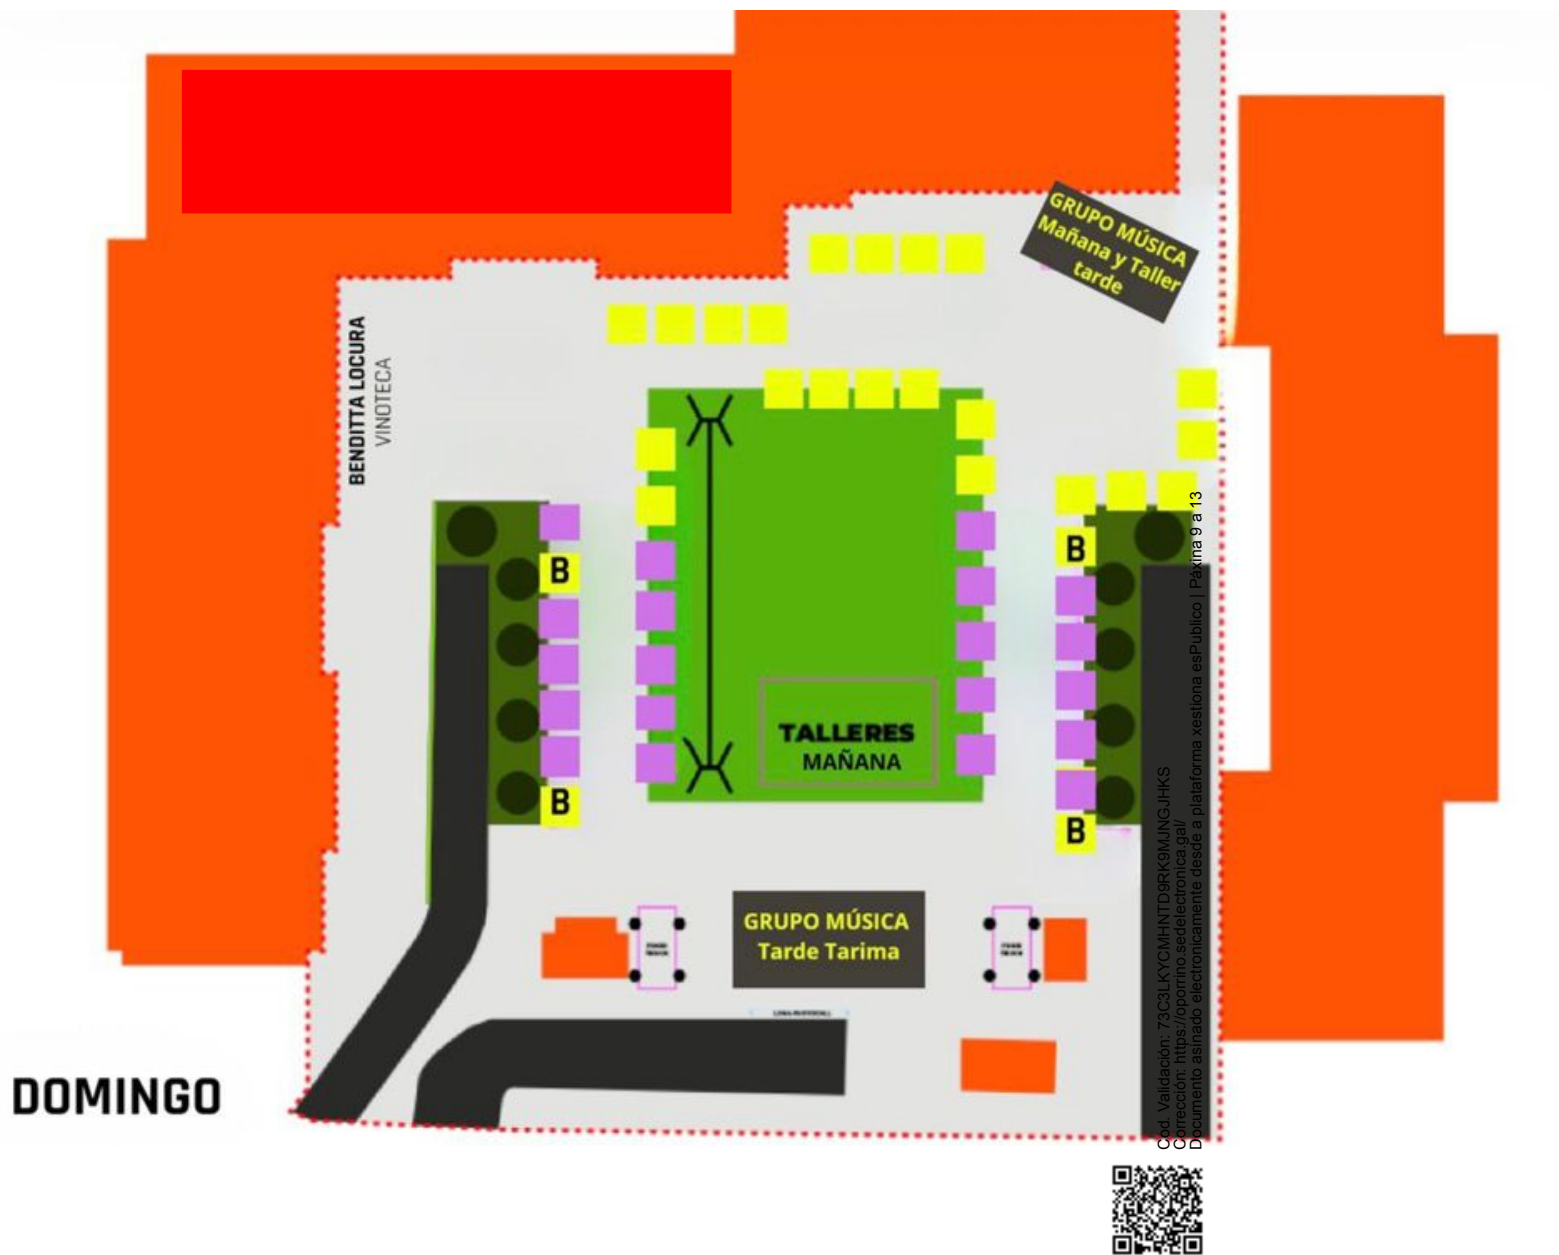 GRUPO MÚSICA
Mañana y Taller
tarde
BENDITTA LOCURA
VINOTECA
B
B
B
B
TALLERES
MAÑANA
GRUPO MÚSICA
Tarde Tarima
DOMINGO
Cod. Validación: 73C3LKYCMHNTD9RK9MJNGJHKS
Corrección: https://oporrino.sedelectronica.gal/
Documento asinado electronicamente desde a plataforma xestiona esPublico | Páxina 9 a 13